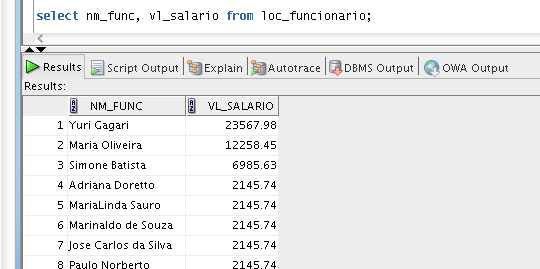 select nm_func, vl_salario from loc_funcionario;
Results Script Output Explain Autotrace DBMS Output OWA Output
Results:
NM_FUNC VL_SALARIO
1 Yuri Gagari 23567.98
2 Maria Oliveira 12258.45
3 Simone Batista 6985.63
4 Adriana Doretto 2145.74
5 MariaLinda Sauro 2145.74
6 Marinaldo de Souza 2145.74
7 Jose Carlos da Silva 2145.74
8 Paulo Norberto 2145.74